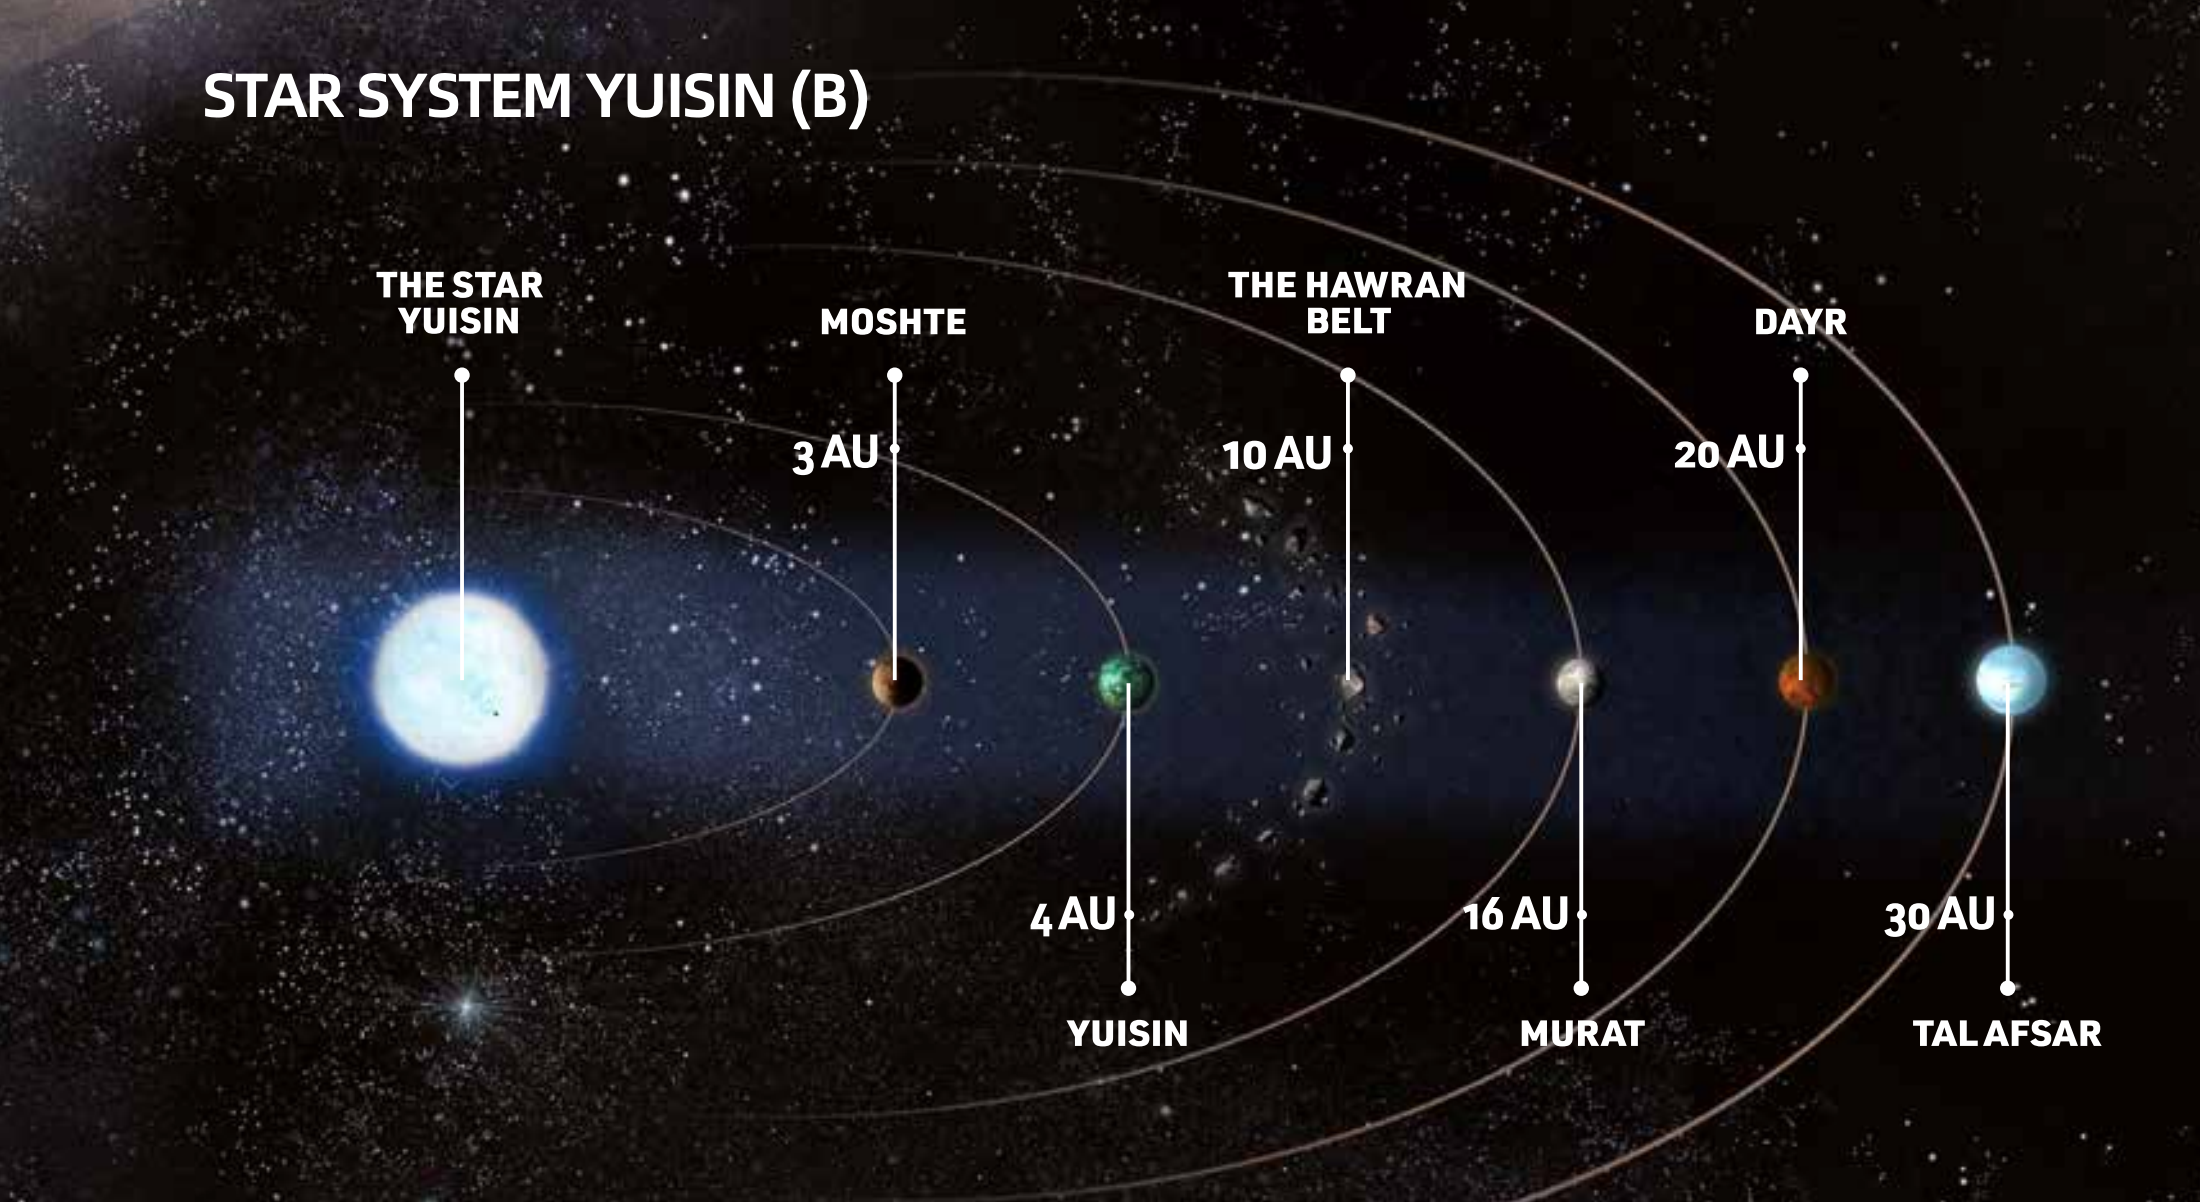 STAR SYSTEM YUISIN (B)
THE STAR
YUISIN
MOSHTE
THE HAWRAN
BELT
DAYR
3 AU
10 AU
20 AU
4 AU
16 AU
30 AU
YUISIN
MURAT
TAL AFSAR